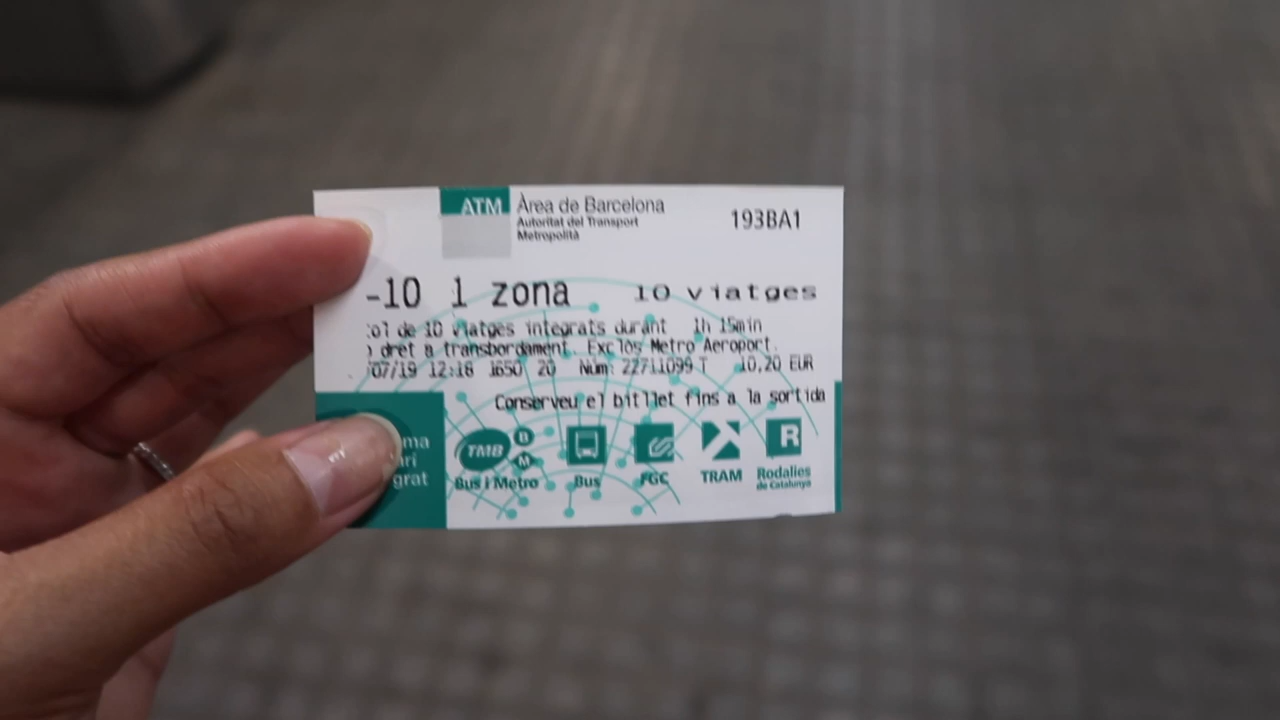 ATM Àrea de Barcelona
Autoritat del Transport
Metropolità
193BA1
-10 1 zona 10 viatges
ol de 10 viatges integrats durant 1h 15min
dret a transbordament. Exclòs Metro Aeroport.
07/19 12:18 1650 20 Núm: 22711099 T 10,20 EUR
Conserveu el bitllet fins a la sortida
ma
ari
grat
TMB B M
Bus i Metro
Bus
FGC
TRAM
R
Rodalies
de Catalunya